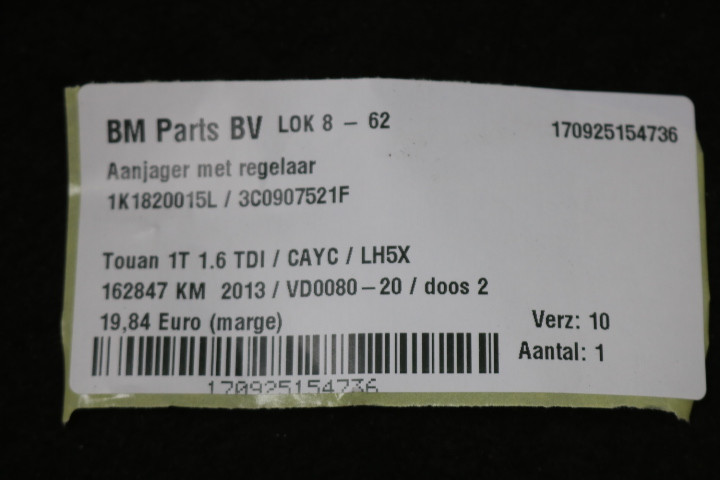 BM Parts BV LOK 8 - 62 170925154736
Aanjager met regelaar
1K1820015L / 3C0907521F
Touan 1T 1.6 TDI / CAYC / LH5X
162847 KM 2013 / VD0080-20 / doos 2
19,84 Euro (marge) Verz: 10
Aantal: 1
170925154736